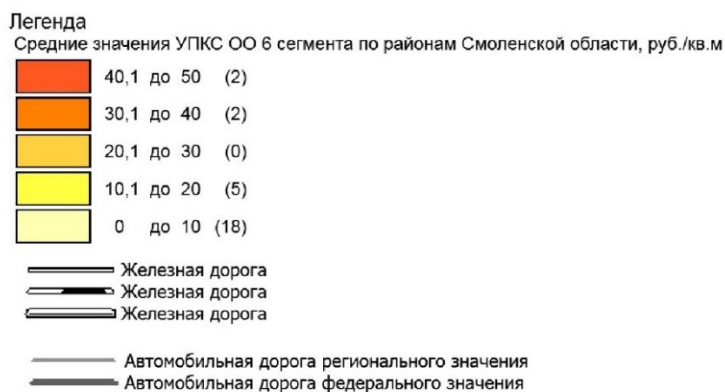 Легенда
Средние значения УПКС ОО 6 сегмента по районам Смоленской области, руб./кв.м
40,1 до 50 (2)
30,1 до 40 (2)
20,1 до 30 (0)
10,1 до 20 (5)
0 до 10 (18)
Железная дорога
Железная дорога
Железная дорога
Автомобильная дорога регионального значения
Автомобильная дорога федерального значения